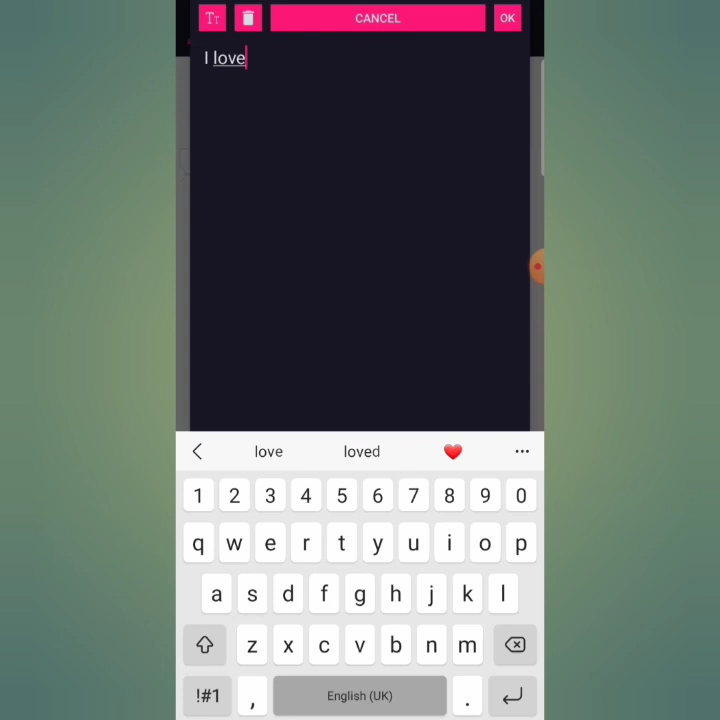 Tт CANCEL OK
I love
love loved
1 2 3 4 5 6 7 8 9 0
q w e r t y u i o p
a s d f g h j k l
z x c v b n m
!#1 , English (UK) .